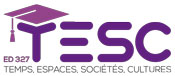 TESC
ED 327
TEMPS, ESPACES, SOCIÉTÉS, CULTURES